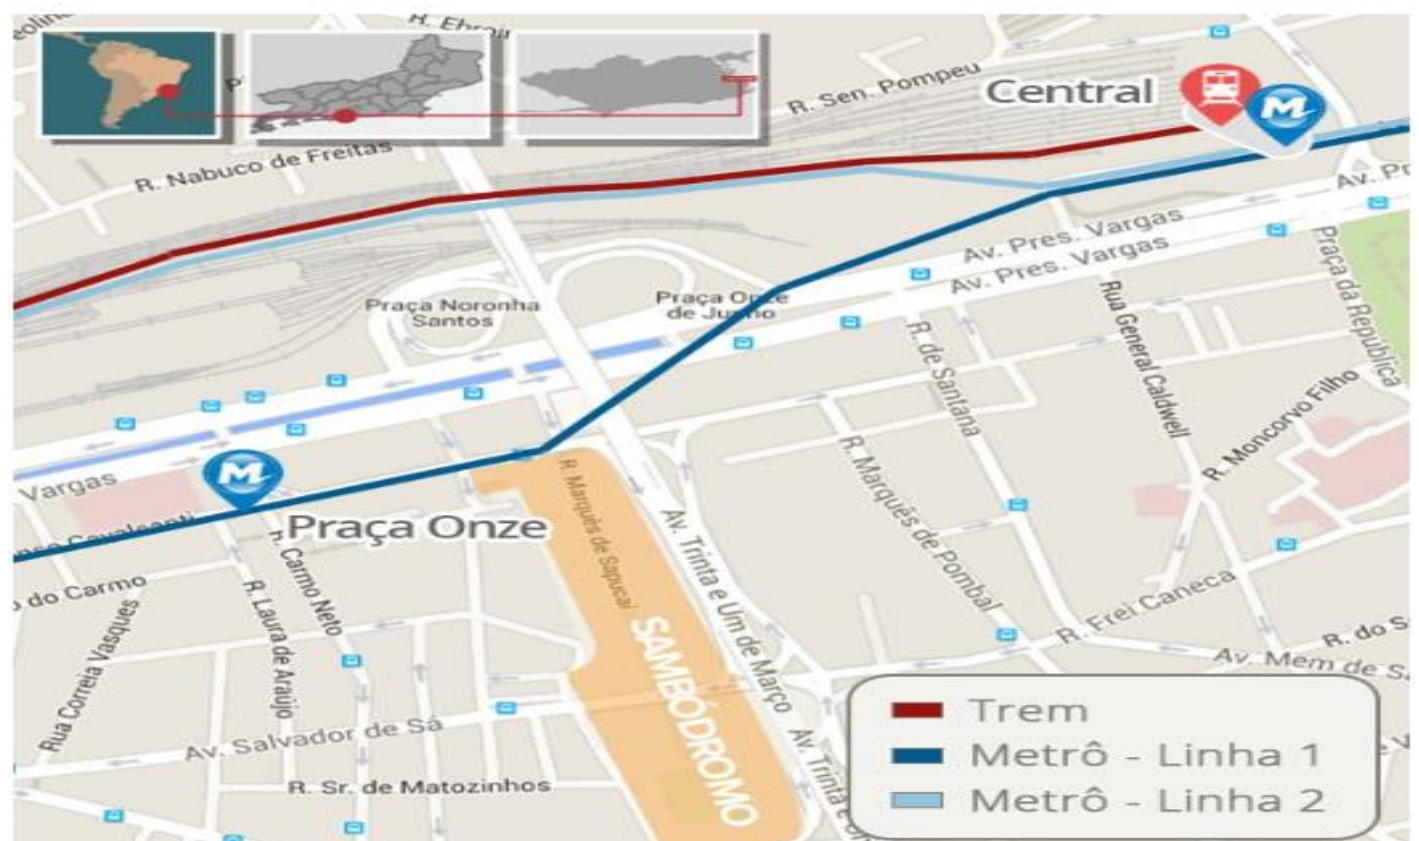 R. Sen. Pompeu
Central
R. Nabuco de Freitas
Praça Noronha
Santos
Praça Onze
de Junho
Av. Pres. Vargas
Av. Pres. Vargas
Praça da Republica
R. de Santana
Rua General Caldwell
R. Moncorvo Filho
Vargas
Praça Onze
R. Marquês de Sapucaí
R. Marquês de Pombal
Av. Trinta e Um de Março
do Carmo
R. Carmo Neto
R. Laura de Araújo
Rua Correia Vasques
R. Frei Caneca
R. do S
Av. Mem de S
SAMBÓDROMO
Av. Salvador de Sá
R. Sr. de Matozinhos
Av. Trinta e
Trem
Metrô - Linha 1
Metrô - Linha 2